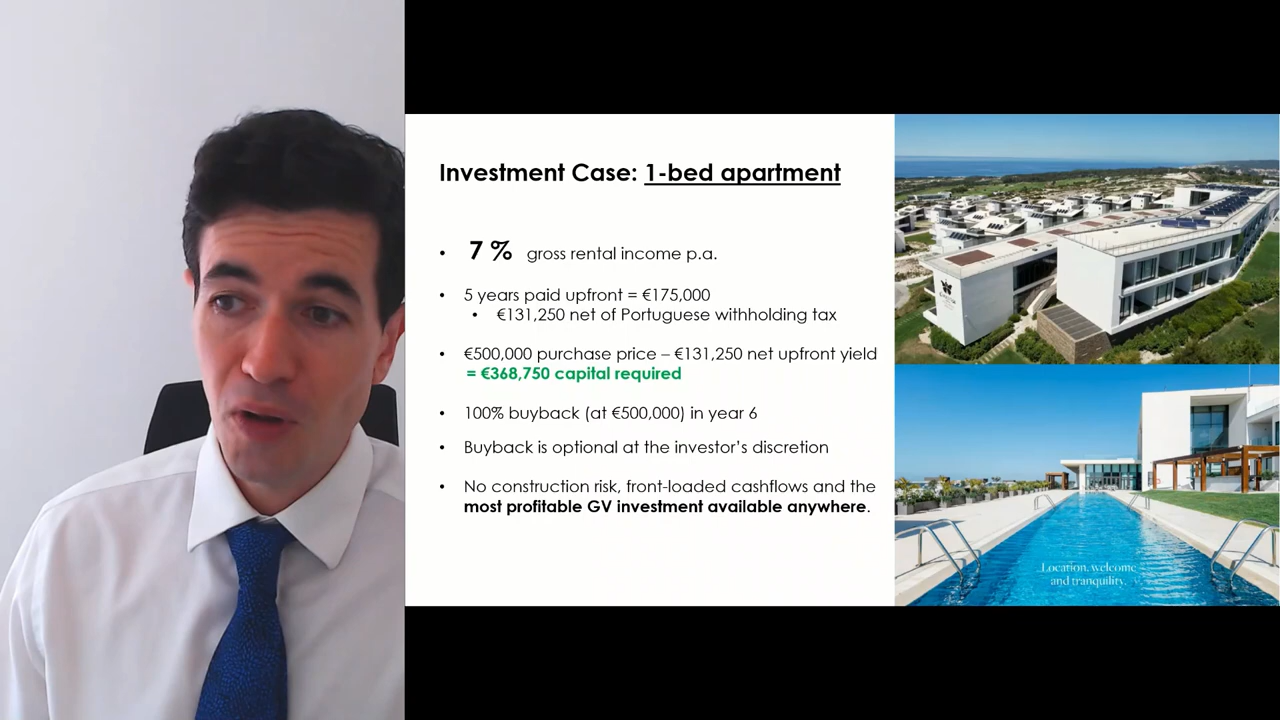 Investment Case: 1-bed apartment
• 7 % gross rental income p.a.
• 5 years paid upfront = €175,000
• €131,250 net of Portuguese withholding tax
• €500,000 purchase price – €131,250 net upfront yield
= €368,750 capital required
• 100% buyback (at €500,000) in year 6
• Buyback is optional at the investor’s discretion
• No construction risk, front-loaded cashflows and the
most profitable GV investment available anywhere.
Location, welcome
and tranquility.